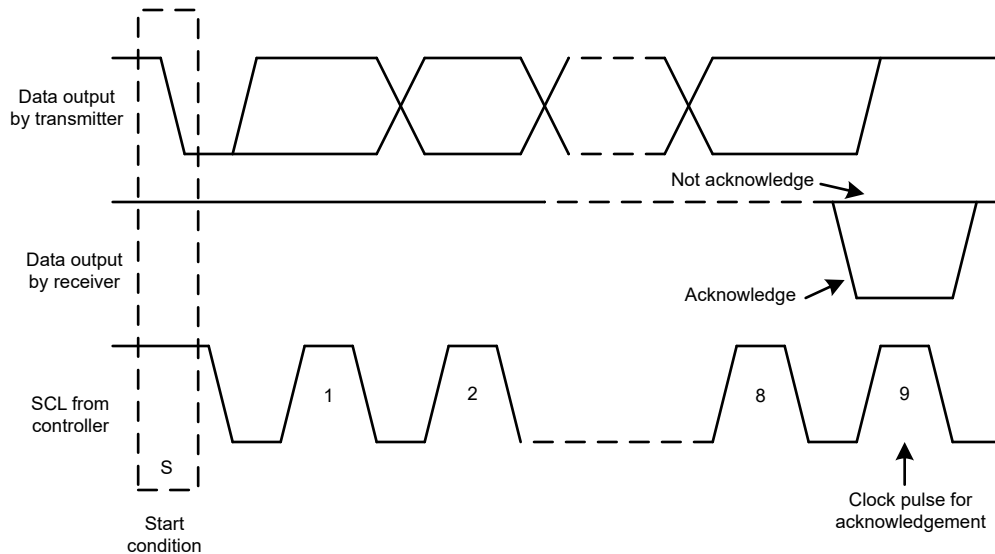 Data output
by transmitter
Not acknowledge
Data output
by receiver
Acknowledge
SCL from
controller
1
2
8
9
S
Start
condition
Clock pulse for
acknowledgement